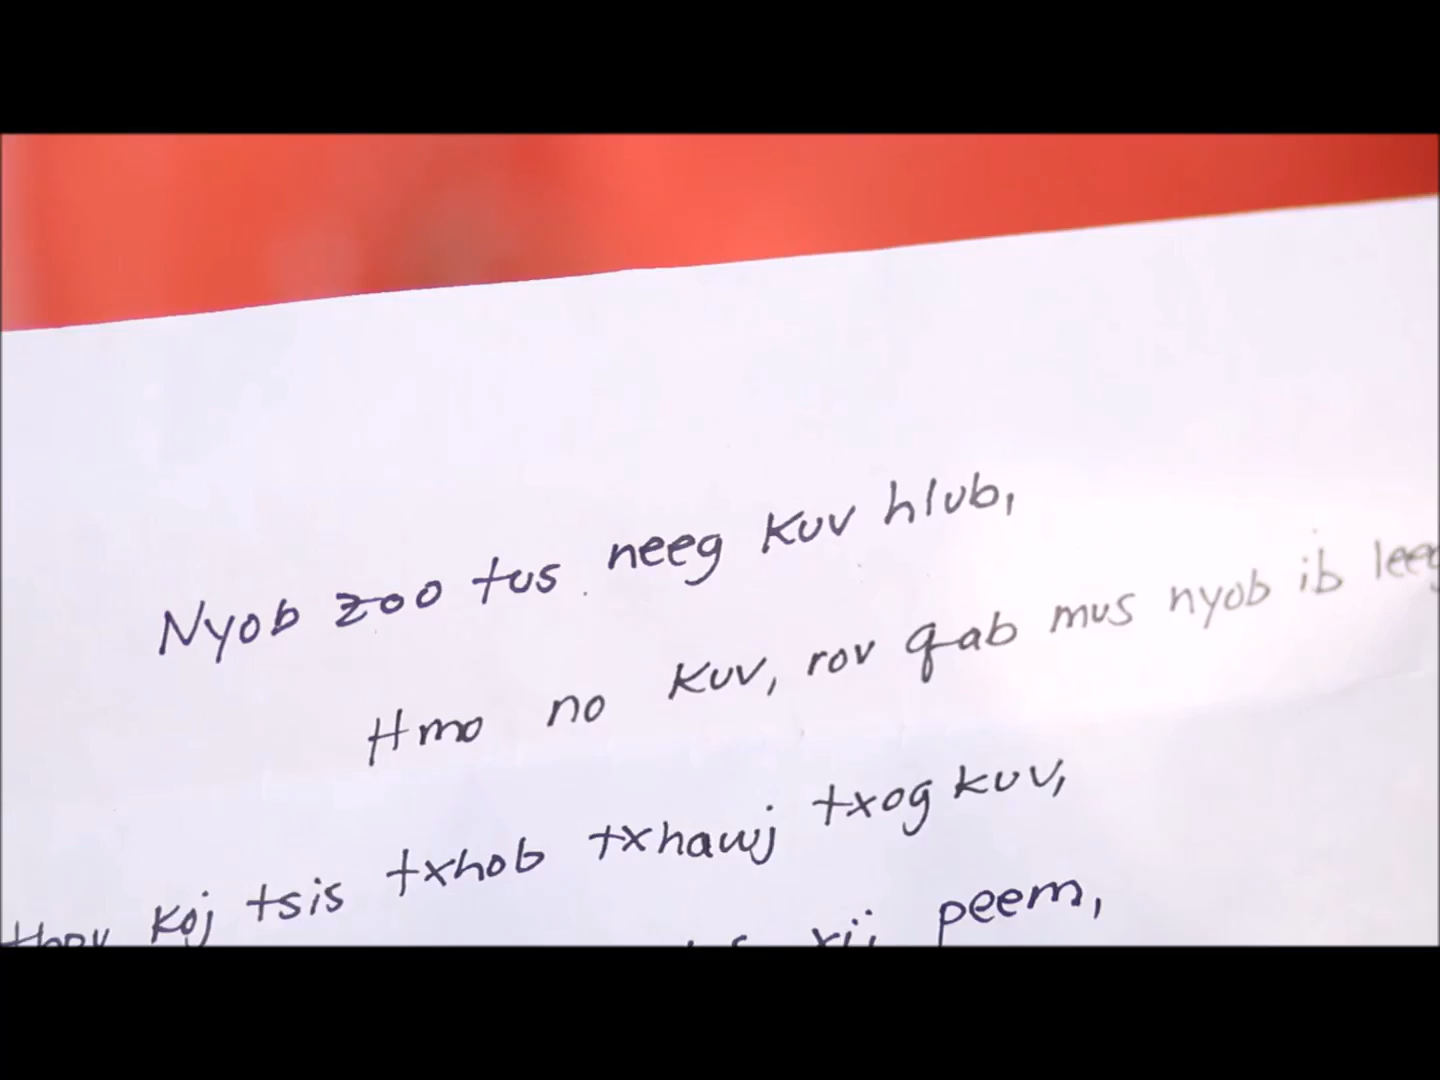 Nyob zoo tus neeg kuv hlub,
Hmo no kuv, rov qab mus nyob ib
koj tsis txhob txhawj txog kuv,
peem,